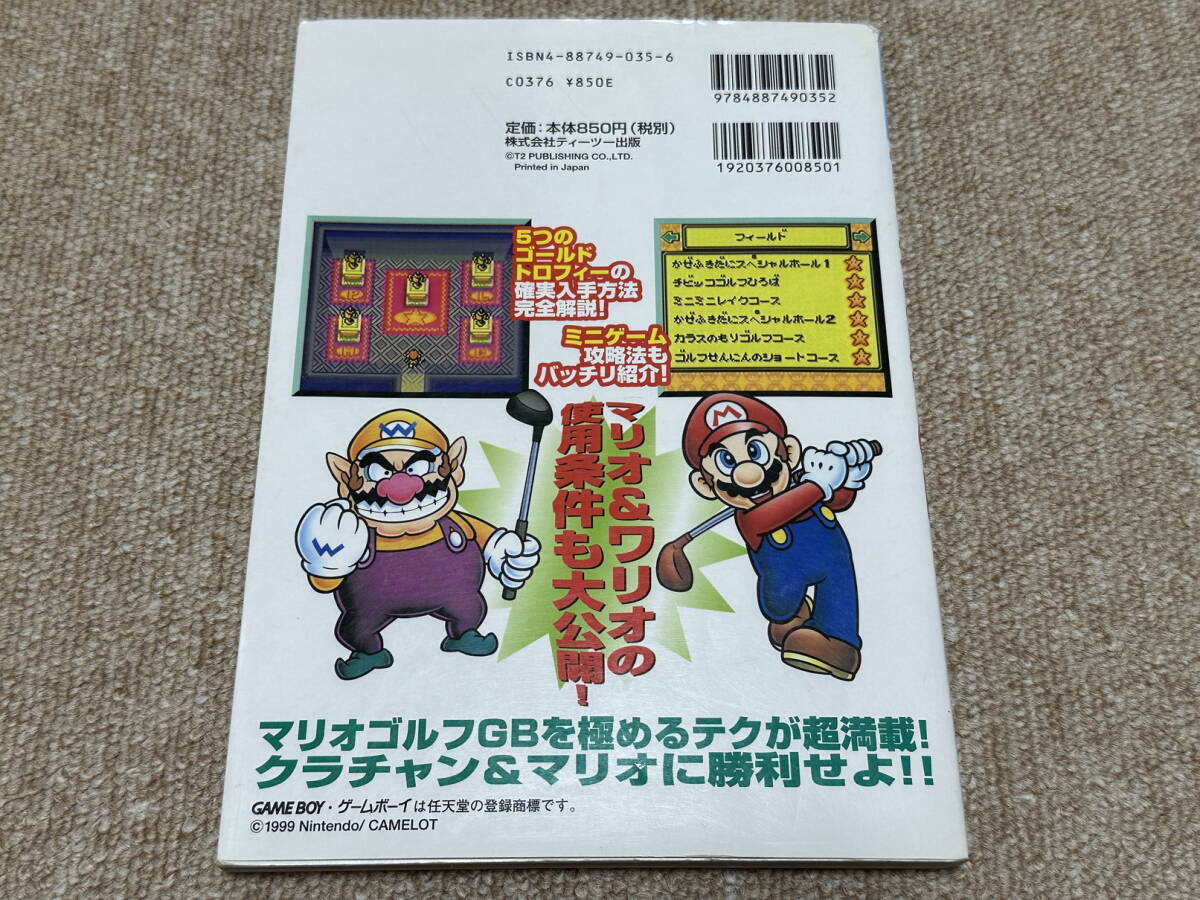 ISBN4-88749-035-6
C0376 ¥850E
9784887490352
定価：本体850円（税別）
株式会社ティーツー出版
©T2 PUBLISHING CO.,LTD.
Printed in Japan
1920376008501
5つの
ゴールド
トロフィーの
確実入手方法
完全解説！
フィールド
かぜふきだにスペシャルホール1
チビッコゴルフひろば
ミニミニレイクコース
かぜふきだにスペシャルホール2
カラスのもりゴルフコース
ゴルフせんにんのショートコース
ミニゲーム
攻略法も
バッチリ紹介！
マリオ&ワリオの
使用条件も大公開！
W
W
M
マリオゴルフGBを極めるテクが超満載！
クラチャン&マリオに勝利せよ！！
GAME BOY・ゲームボーイは任天堂の登録商標です。
©1999 Nintendo/ CAMELOT